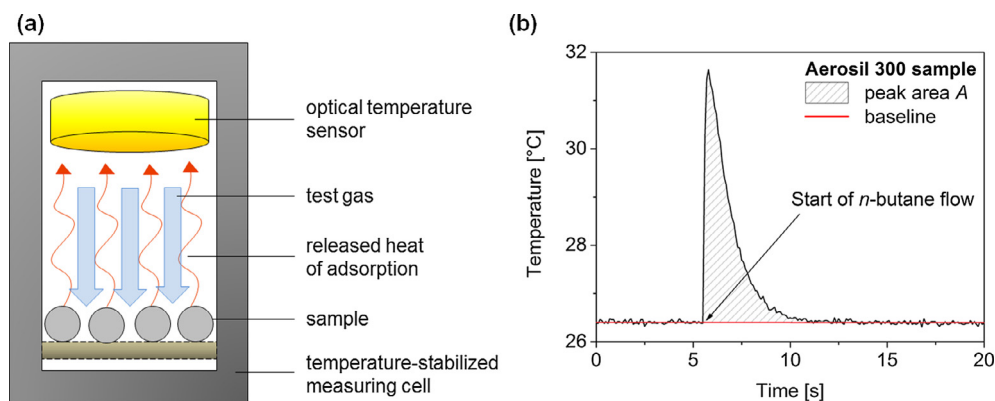 (a)
optical temperature
sensor
test gas
released heat
of adsorption
sample
temperature-stabilized
measuring cell
(b)
Temperature [°C]
32
30
28
26
Aerosil 300 sample
peak area A
baseline
Start of n-butane flow
0
5
10
15
20
Time [s]